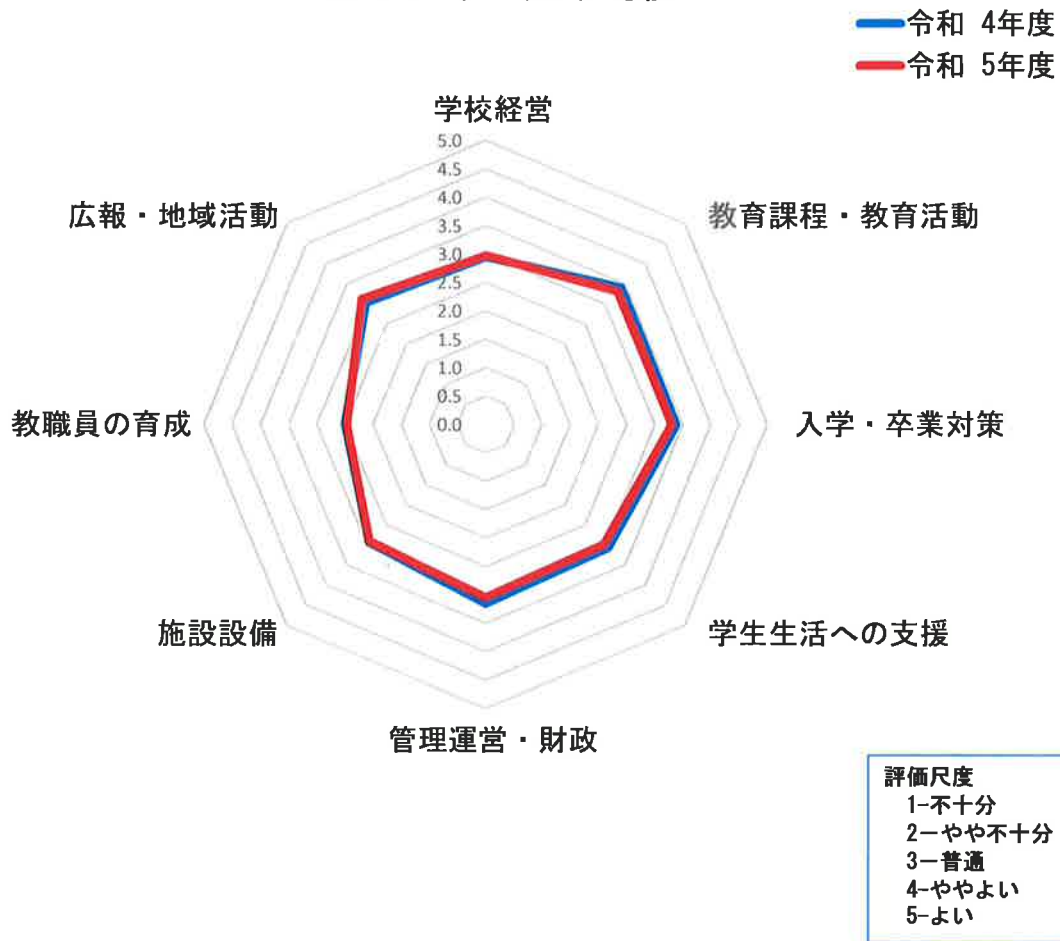 令和 4年度
令和 5年度
学校経営
5.0
4.5
4.0
3.5
3.0
2.5
2.0
1.5
1.0
0.5
0.0
広報・地域活動
教育課程・教育活動
教職員の育成
入学・卒業対策
施設設備
学生生活への支援
管理運営・財政
評価尺度
1-不十分
2ー やや不十分
3ー普通
4-ややよい
5-よい